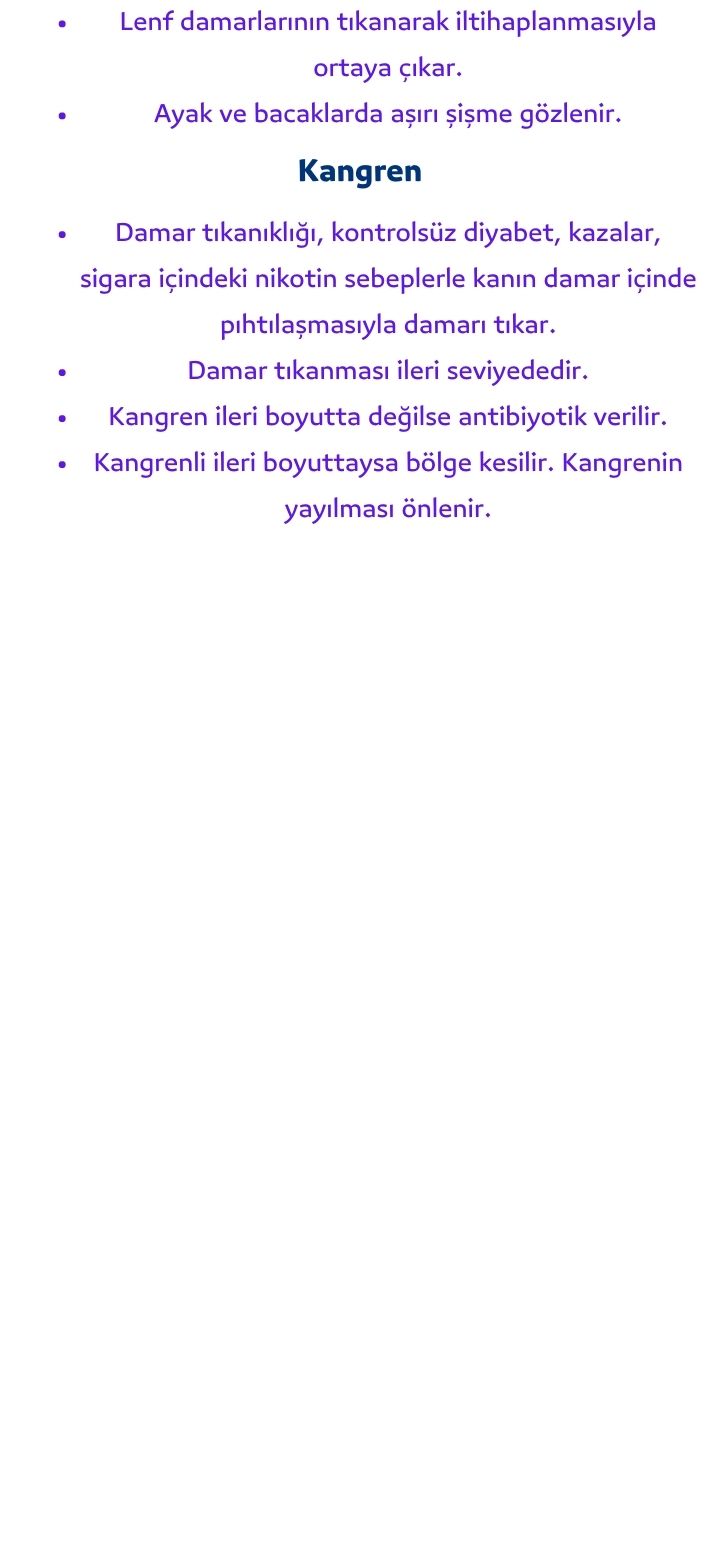 • Lenf damarlarının tıkanarak iltihaplanmasıyla
ortaya çıkar.
• Ayak ve bacaklarda aşırı şişme gözlenir.
Kangren
• Damar tıkanıklığı, kontrolsüz diyabet, kazalar,
sigara içindeki nikotin sebeplerle kanın damar içinde
pıhtılaşmasıyla damarı tıkar.
• Damar tıkanması ileri seviyededir.
• Kangren ileri boyutta değilse antibiyotik verilir.
• Kangrenli ileri boyuttaysa bölge kesilir. Kangrenin
yayılması önlenir.